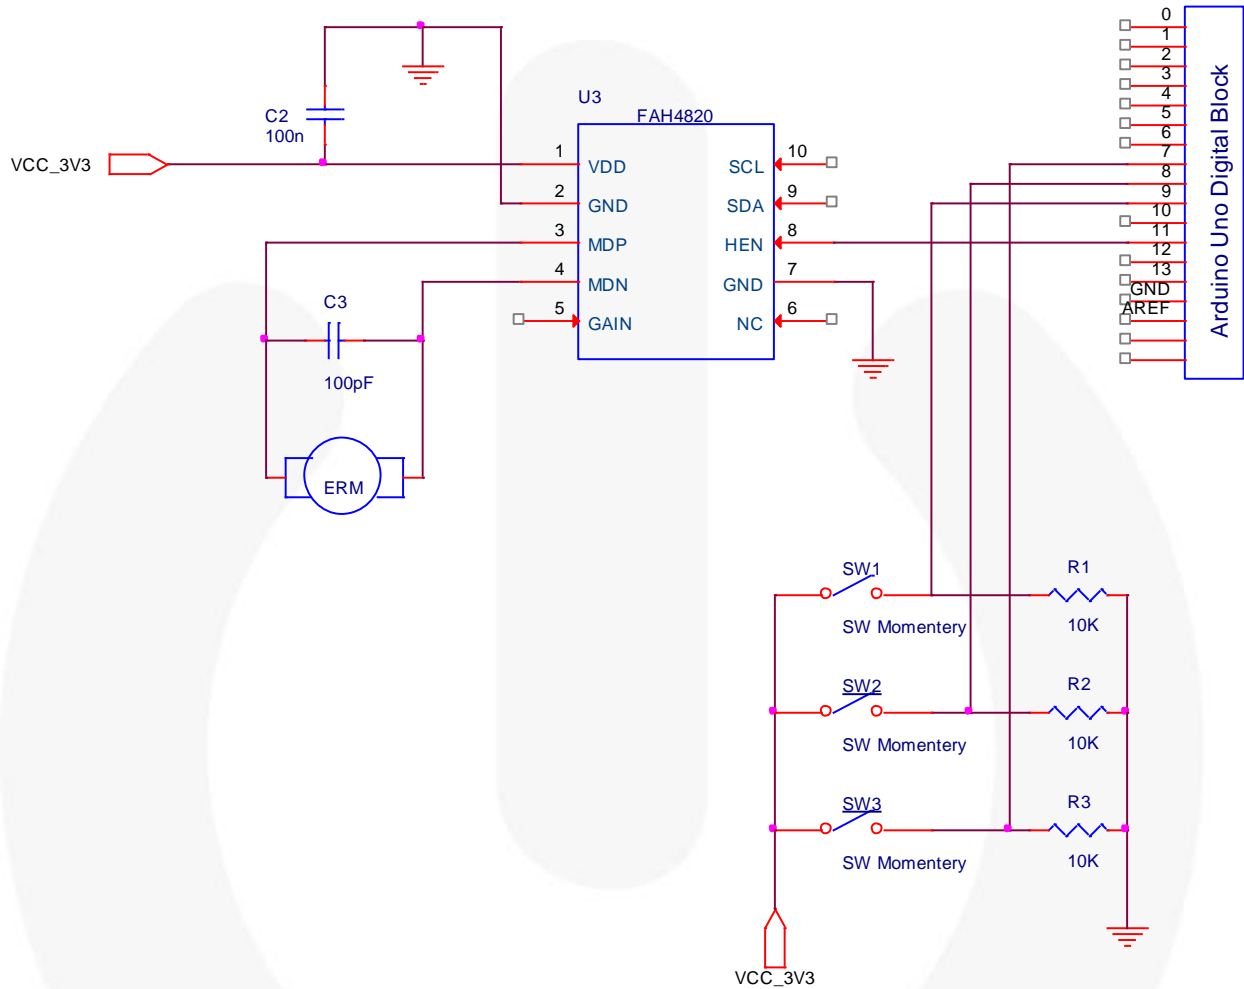 C2
100n
VCC_3V3
U3
FAH4820
1
VDD
2
GND
3
MDP
4
MDN
5
GAIN
10
SCL
9
SDA
8
HEN
7
GND
6
NC
0
1
2
3
4
5
6
7
8
9
10
11
12
13
GND
AREF
Arduino Uno Digital Block
C3
100pF
ERM
SW1
SW Momentery
R1
10K
SW2
SW Momentery
R2
10K
SW3
SW Momentery
R3
10K
VCC_3V3